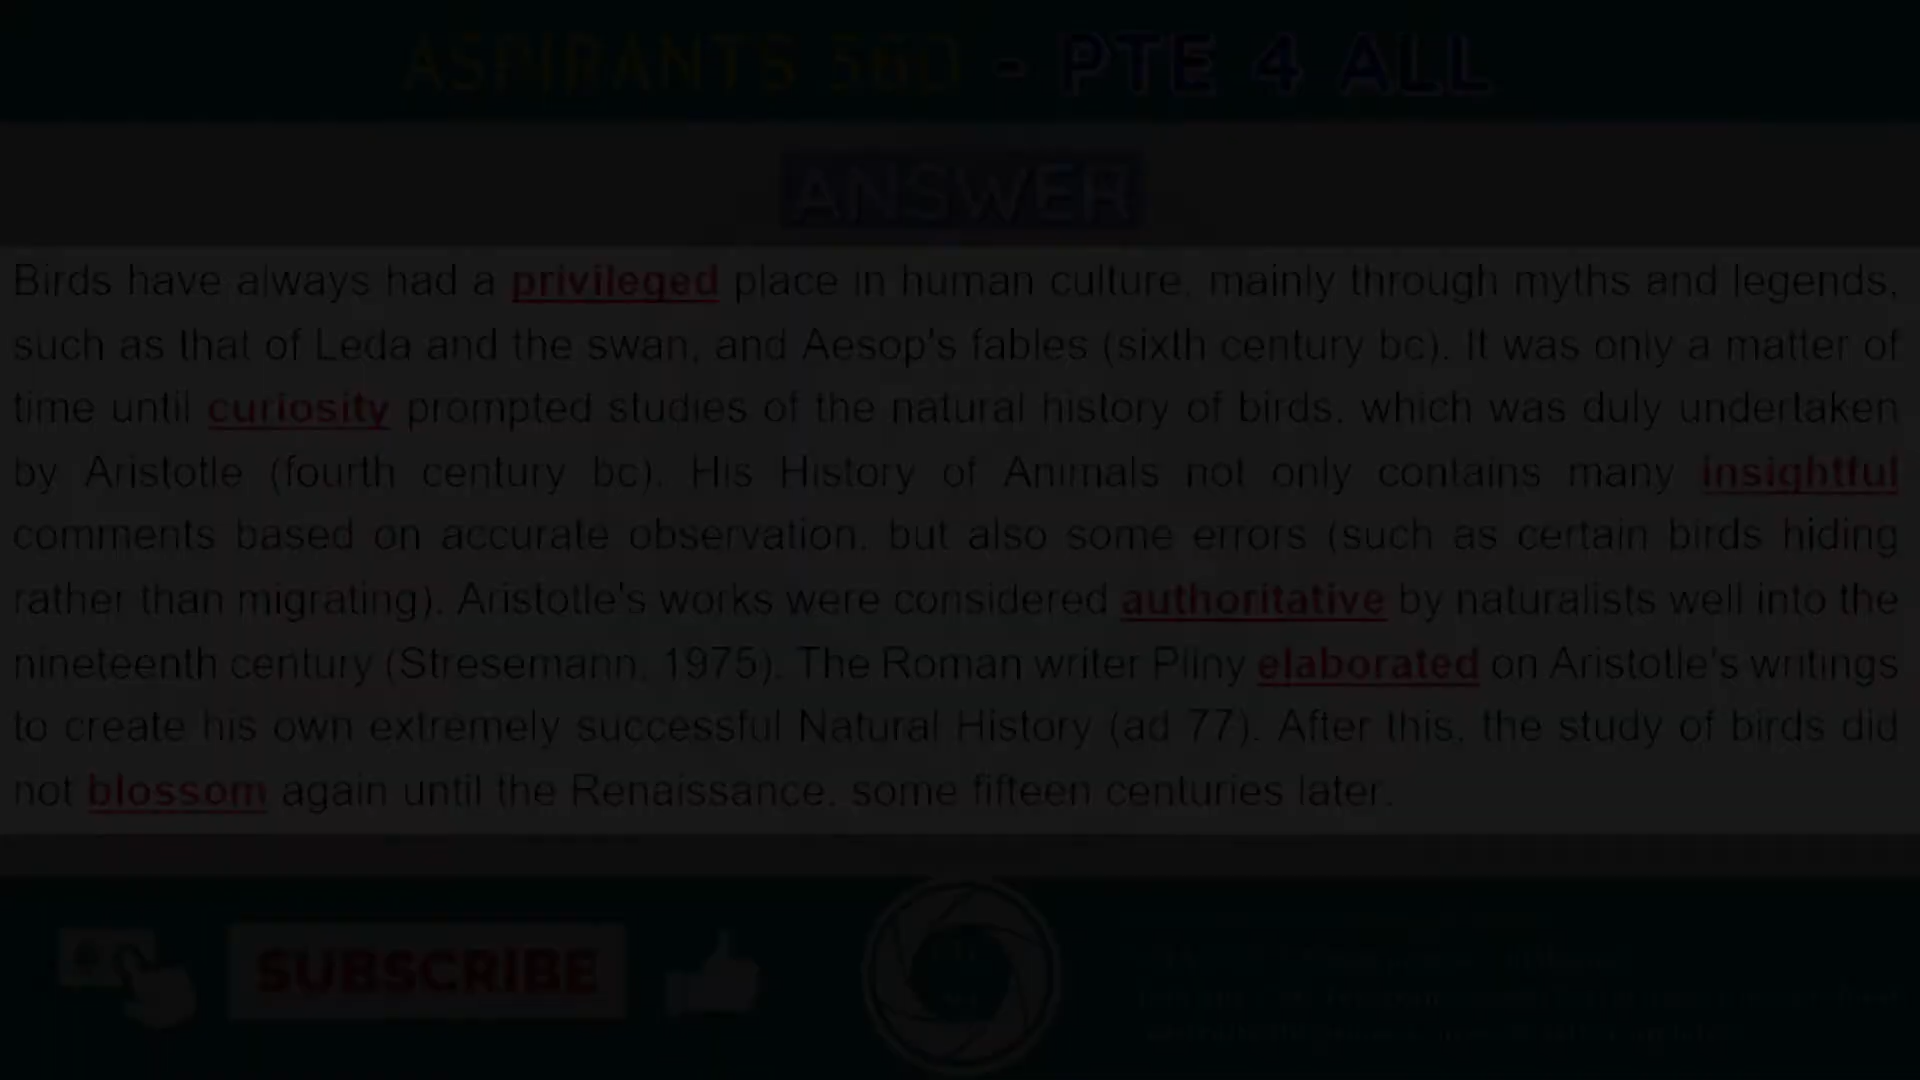 ASPIRANTS 560 - PTE 4 ALL
ANSWER
Birds have always had a privileged place in human culture, mainly through myths and legends,
such as that of Leda and the swan, and Aesop's fables (sixth century bc). It was only a matter of
time until curiosity prompted studies of the natural history of birds, which was duly undertaken
by Aristotle (fourth century bc). His History of Animals not only contains many insightful
comments based on accurate observation, but also some errors (such as certain birds hiding
rather than migrating). Aristotle's works were considered authoritative by naturalists well into the
nineteenth century (Stresemann, 1975). The Roman writer Pliny elaborated on Aristotle's writings
to create his own extremely successful Natural History (ad 77). After this, the study of birds did
not blossom again until the Renaissance, some fifteen centuries later.
SUBSCRIBE